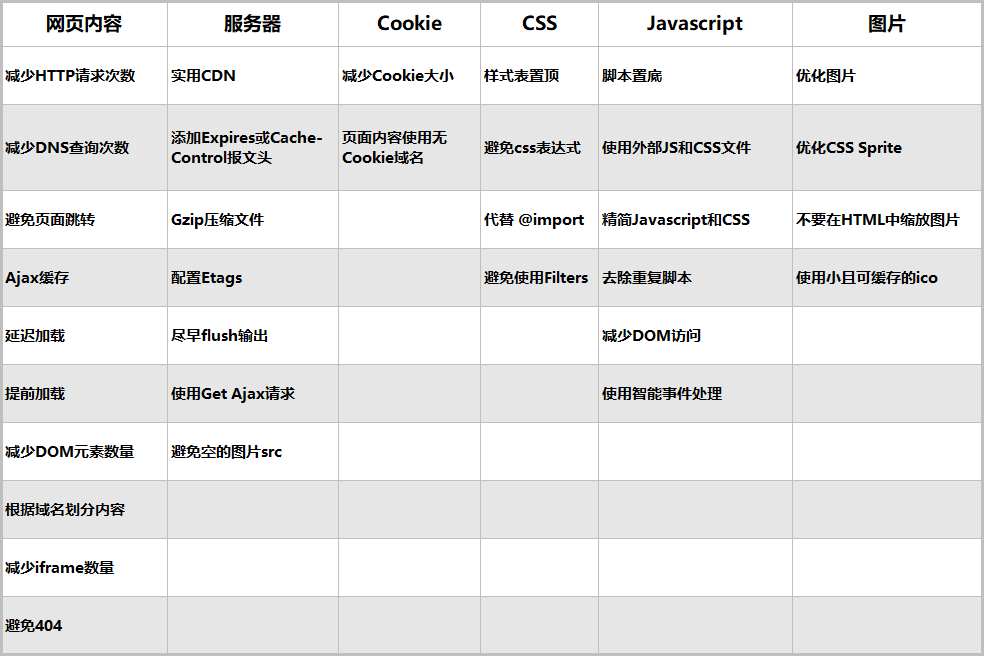 网页内容 服务器 Cookie CSS Javascript 图片
减少HTTP请求次数 实用CDN 减少Cookie大小 样式表置顶 脚本置底 优化图片
减少DNS查询次数 添加Expires或Cache-
Control报文头 页面内容使用无
Cookie域名 避免css表达式 使用外部JS和CSS文件 优化CSS Sprite
避免页面跳转 Gzip压缩文件 代替 @import 精简Javascript和CSS 不要在HTML中缩放图片
Ajax缓存 配置Etags 避免使用Filters 去除重复脚本 使用小且可缓存的ico
延迟加载 尽早flush输出 减少DOM访问
提前加载 使用Get Ajax请求 使用智能事件处理
减少DOM元素数量 避免空的图片src
根据域名划分内容
减少iframe数量
避免404